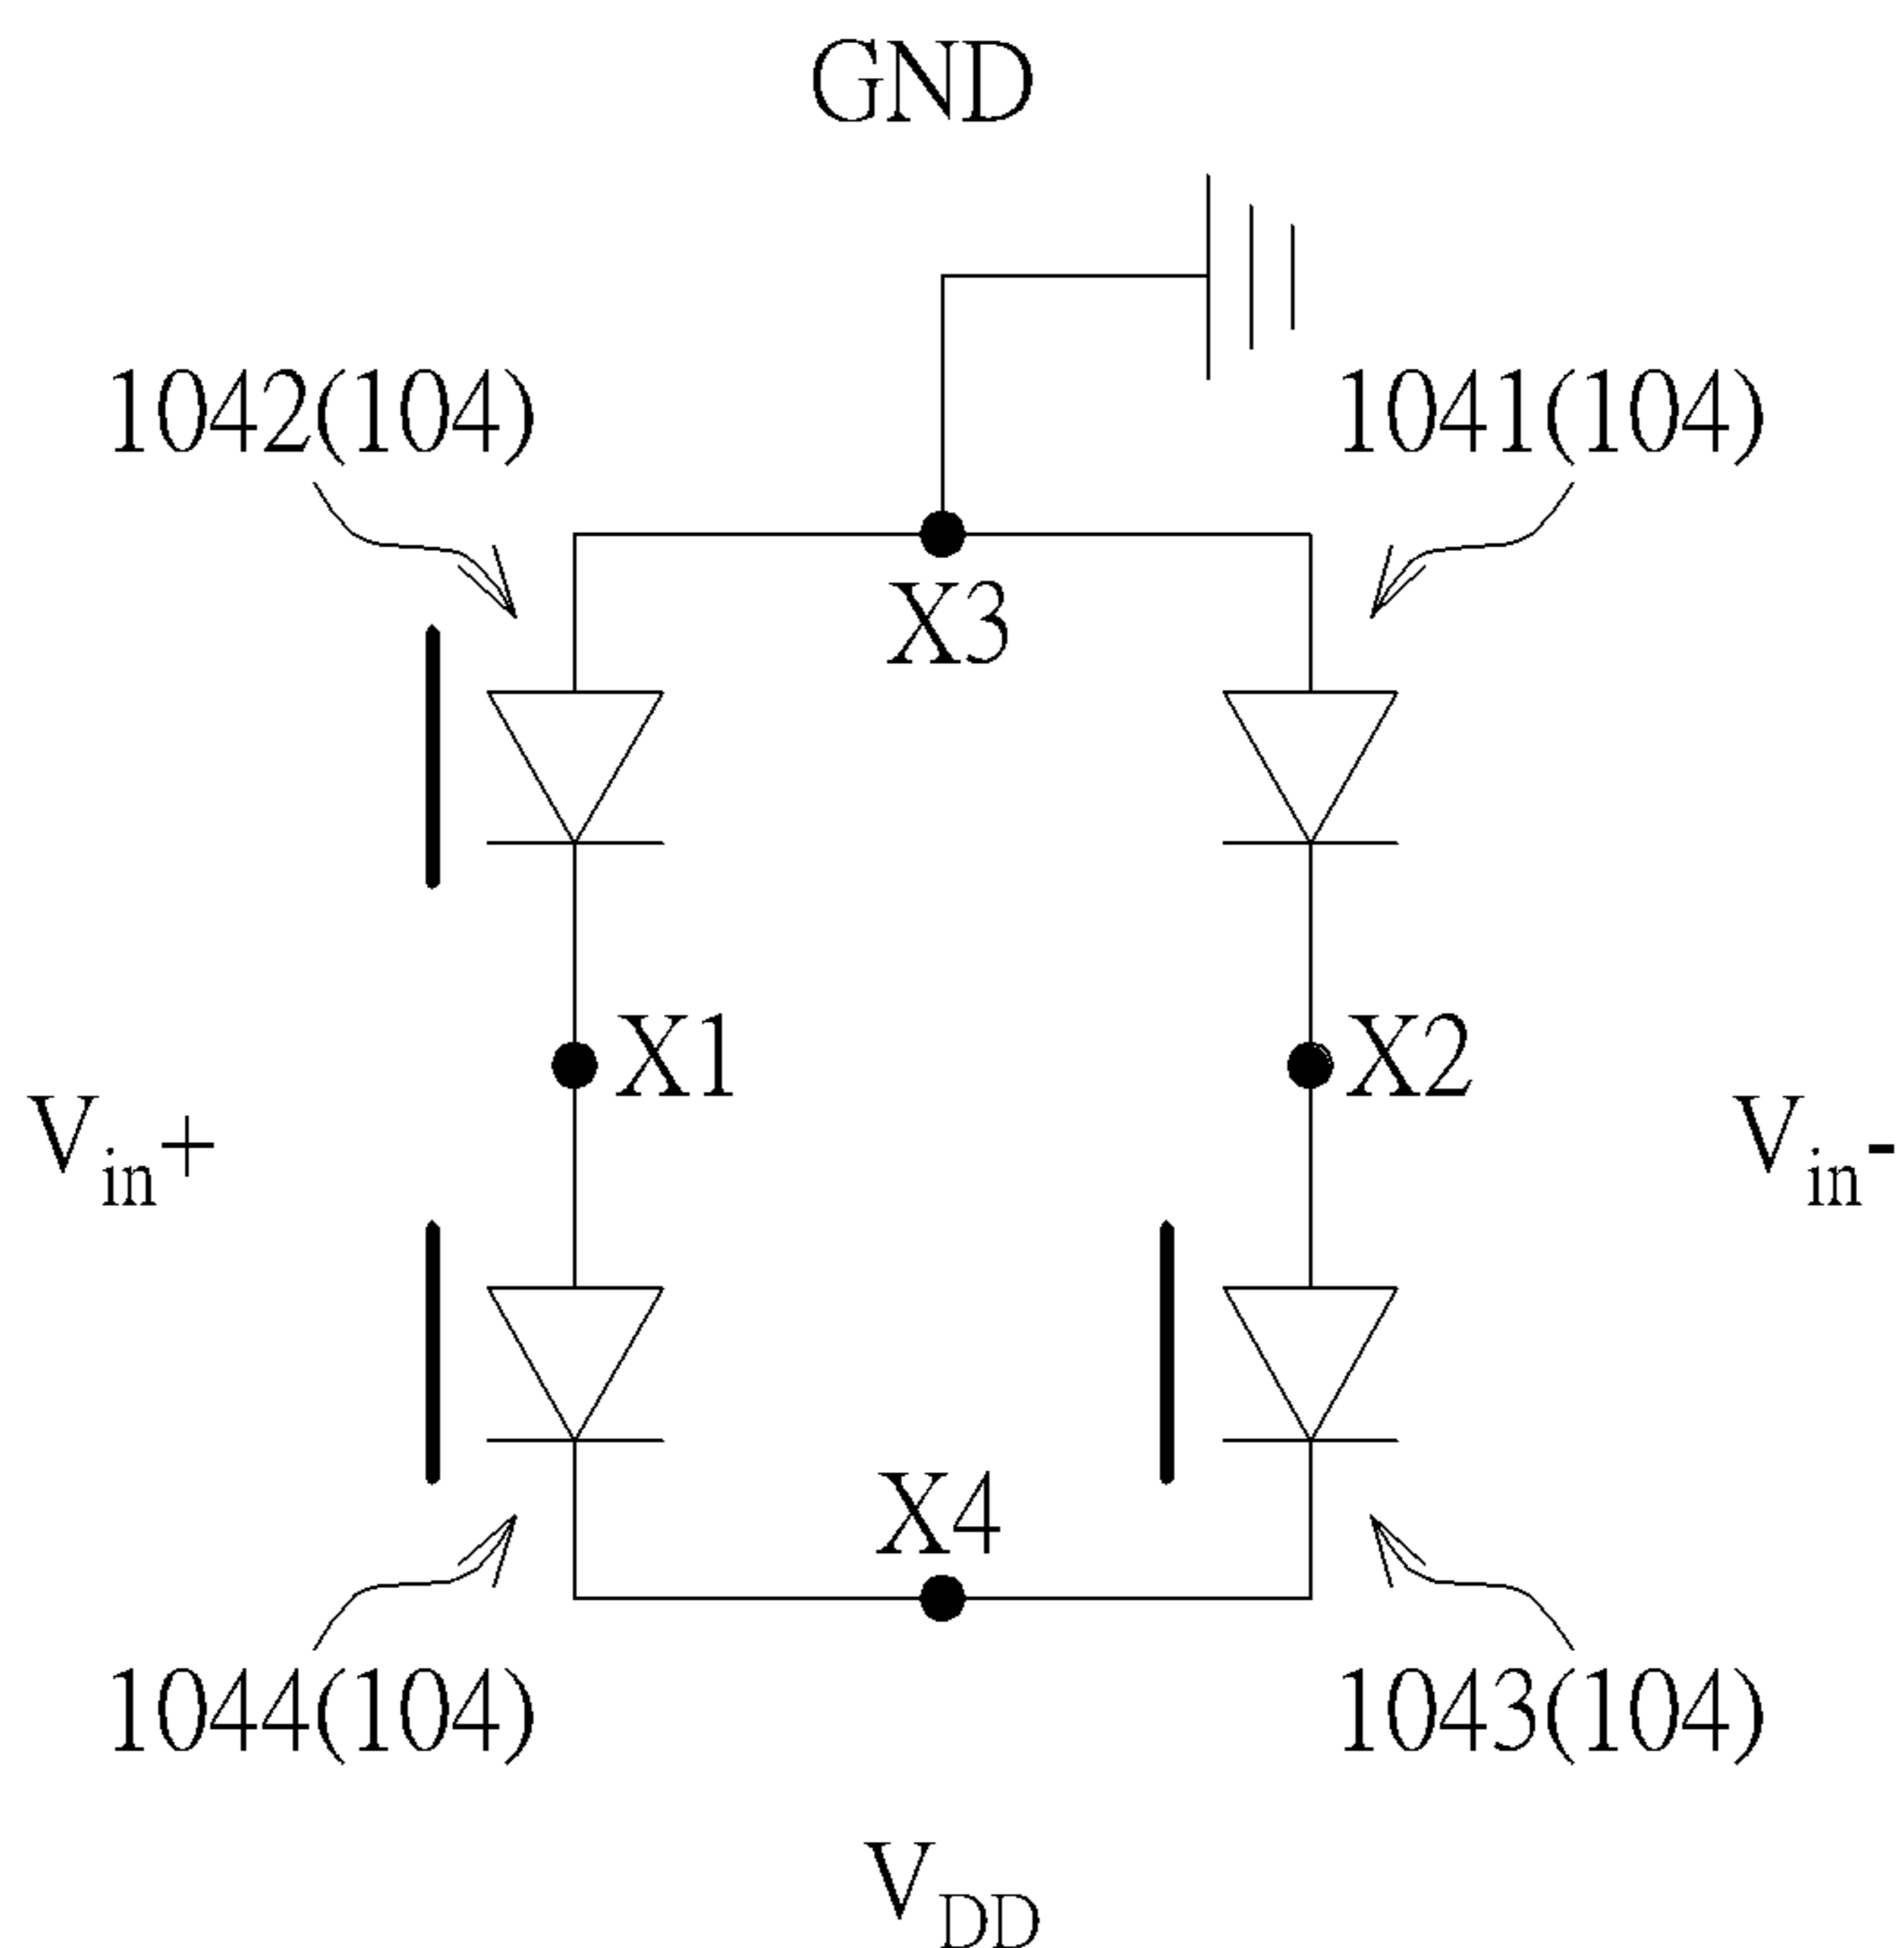 GND
1042(104)
1041(104)
X3
X1
X2
Vin+
Vin-
X4
1044(104)
1043(104)
VDD